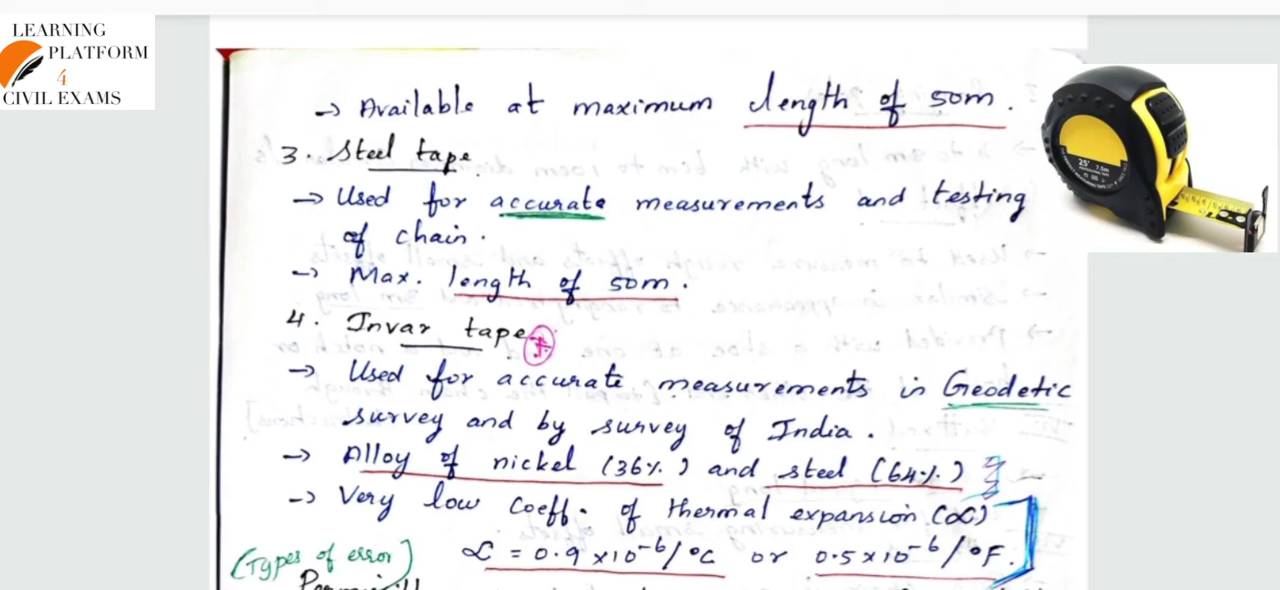 LEARNING
PLATFORM
4
CIVIL EXAMS
→ Available at maximum length of 50m.
3. Steel tape
→ Used for accurate measurements and testing
of chain.
→ Max. length of 50m.
25'
7.5m
4. Invar tape
→ Used for accurate measurements in Geodetic
survey and by survey of India.
→ Alloy of nickel (36%) and steel (64%)
→ Very low coeff. of thermal expansion (∝)
∝ = 0.9×10⁻⁶/°C or 0.5×10⁻⁶/°F.
(Types of error)